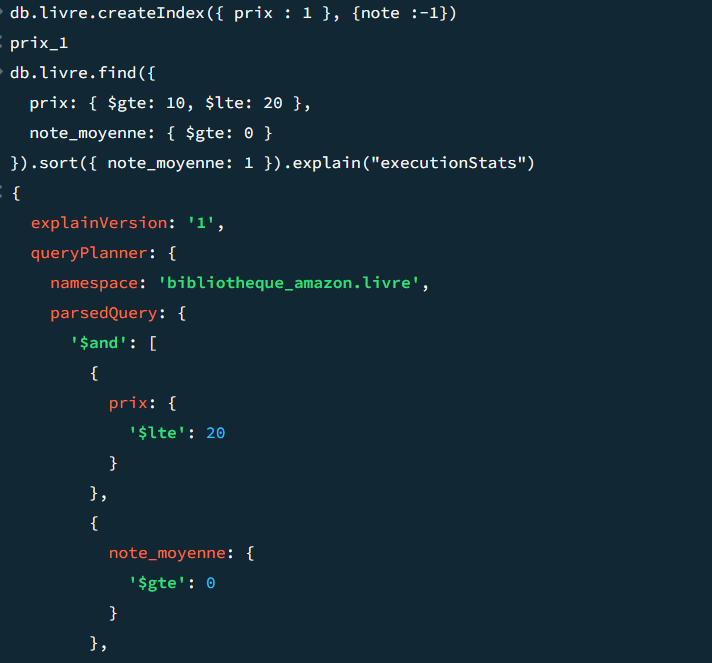 db.livre.createIndex({ prix : 1 }, {note :-1})
prix_1
db.livre.find({
  prix: { $gte: 10, $lte: 20 },
  note_moyenne: { $gte: 0 }
}).sort({ note_moyenne: 1 }).explain("executionStats")
{
  explainVersion: '1',
  queryPlanner: {
    namespace: 'bibliotheque_amazon.livre',
    parsedQuery: {
      '$and': [
        {
          prix: {
            '$lte': 20
          }
        },
        {
          note_moyenne: {
            '$gte': 0
          }
        },